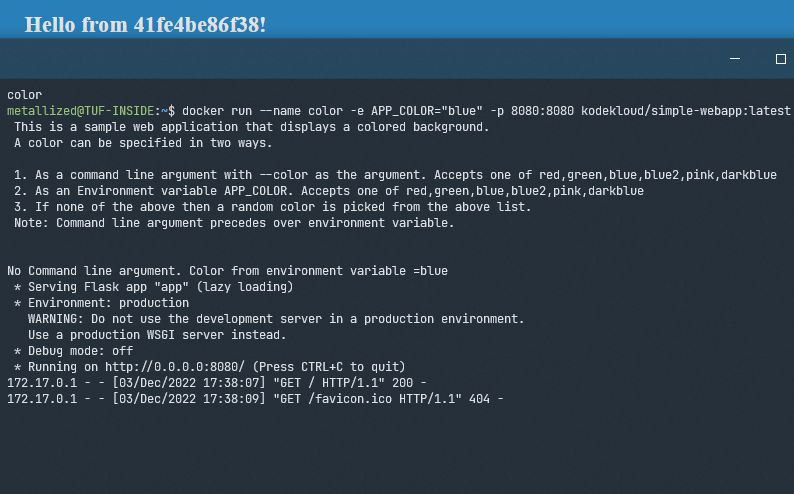 Hello from 41fe4be86f38!
color
metallized@TUF-INSIDE:~$ docker run --name color -e APP_COLOR="blue" -p 8080:8080 kodekloud/simple-webapp:latest
This is a sample web application that displays a colored background.
A color can be specified in two ways.
1. As a command line argument with --color as the argument. Accepts one of red,green,blue,blue2,pink,darkblue
2. As an Environment variable APP_COLOR. Accepts one of red,green,blue,blue2,pink,darkblue
3. If none of the above then a random color is picked from the above list.
Note: Command line argument precedes over environment variable.
No Command line argument. Color from environment variable =blue
* Serving Flask app "app" (lazy loading)
* Environment: production
WARNING: Do not use the development server in a production environment.
Use a production WSGI server instead.
* Debug mode: off
* Running on http://0.0.0.0:8080/ (Press CTRL+C to quit)
172.17.0.1 - - [03/Dec/2022 17:38:07] "GET / HTTP/1.1" 200 -
172.17.0.1 - - [03/Dec/2022 17:38:09] "GET /favicon.ico HTTP/1.1" 404 -